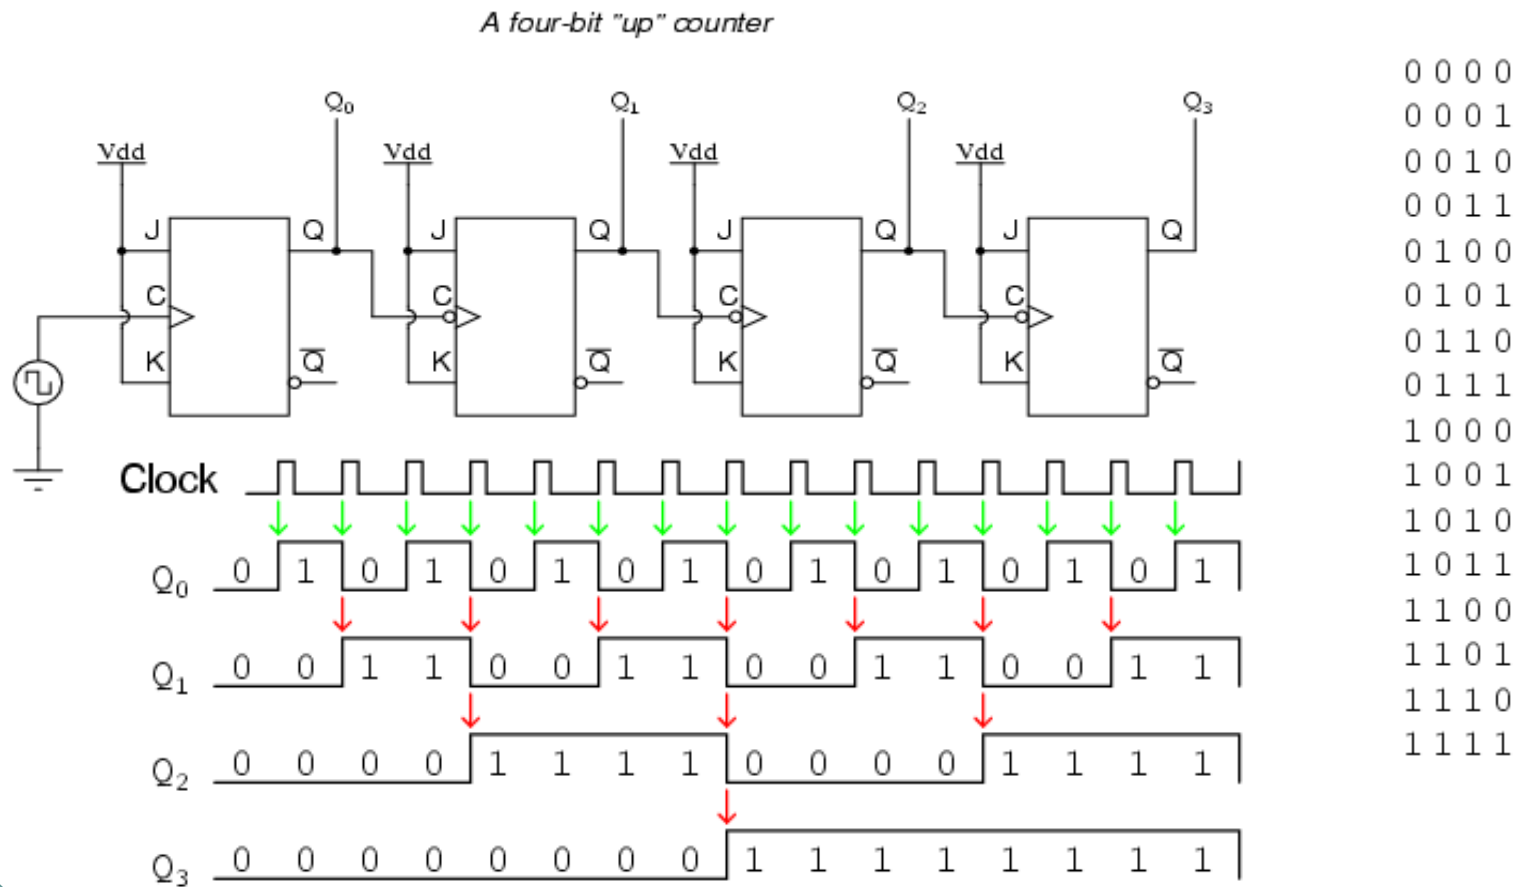 A four-bit "up" counter
Q0 Q1 Q2 Q3
Vdd Vdd Vdd Vdd
J Q J Q J Q J Q
C C C C
K Q̅ K Q̅ K Q̅ K Q̅
Clock
Q0 0 1 0 1 0 1 0 1 0 1 0 1 0 1 0 1
Q1 0 0 1 1 0 0 1 1 0 0 1 1 0 0 1 1
Q2 0 0 0 0 1 1 1 1 0 0 0 0 1 1 1 1
Q3 0 0 0 0 0 0 0 0 1 1 1 1 1 1 1 1
0 0 0 0
0 0 0 1
0 0 1 0
0 0 1 1
0 1 0 0
0 1 0 1
0 1 1 0
0 1 1 1
1 0 0 0
1 0 0 1
1 0 1 0
1 0 1 1
1 1 0 0
1 1 0 1
1 1 1 0
1 1 1 1